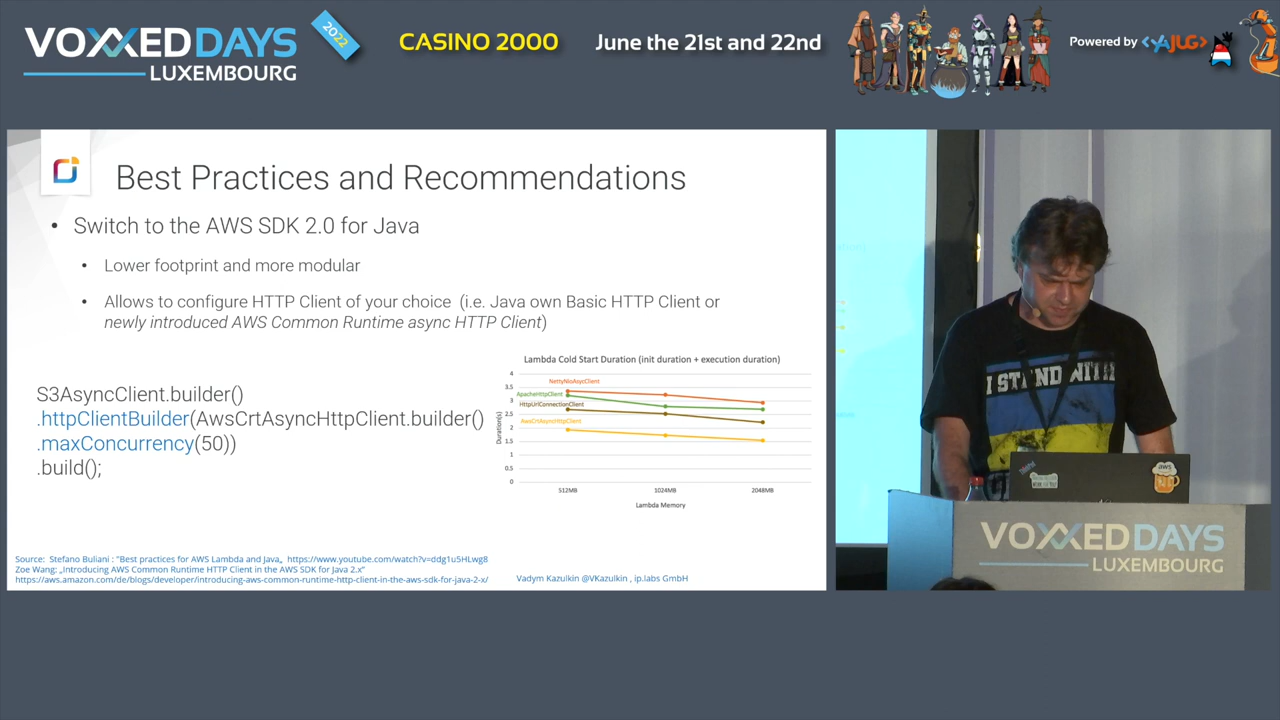 VOXXED DAYS
LUXEMBOURG
2022
CASINO 2000
June the 21st and 22nd
Powered by <YAJUG>
Best Practices and Recommendations
• Switch to the AWS SDK 2.0 for Java
• Lower footprint and more modular
• Allows to configure HTTP Client of your choice (i.e. Java own Basic HTTP Client or
newly introduced AWS Common Runtime async HTTP Client)
S3AsyncClient.builder()
.httpClientBuilder(AwsCrtAsyncHttpClient.builder()
.maxConcurrency(50))
.build();
Lambda Cold Start Duration (init duration + execution duration)
4
3.5
3
2.5
2
1.5
1
0.5
0
Duration(s)
NettyNioAsycClient
ApacheHttpClient
HttpUrlConnectionClient
AwsCrtAsyncHttpClient
512MB
1024MB
2048MB
Lambda Memory
Source: Stefano Buliani : "Best practices for AWS Lambda and Java„ https://www.youtube.com/watch?v=ddg1u5HLwg8
Zoe Wang: „Introducing AWS Common Runtime HTTP Client in the AWS SDK for Java 2.x"
https://aws.amazon.com/de/blogs/developer/introducing-aws-common-runtime-http-client-in-the-aws-sdk-for-java-2-x/
Vadym Kazulkin @VKazulkin , ip.labs GmbH
I STAND WITH
aws
VOXXED DAYS
LUXEMBOURG